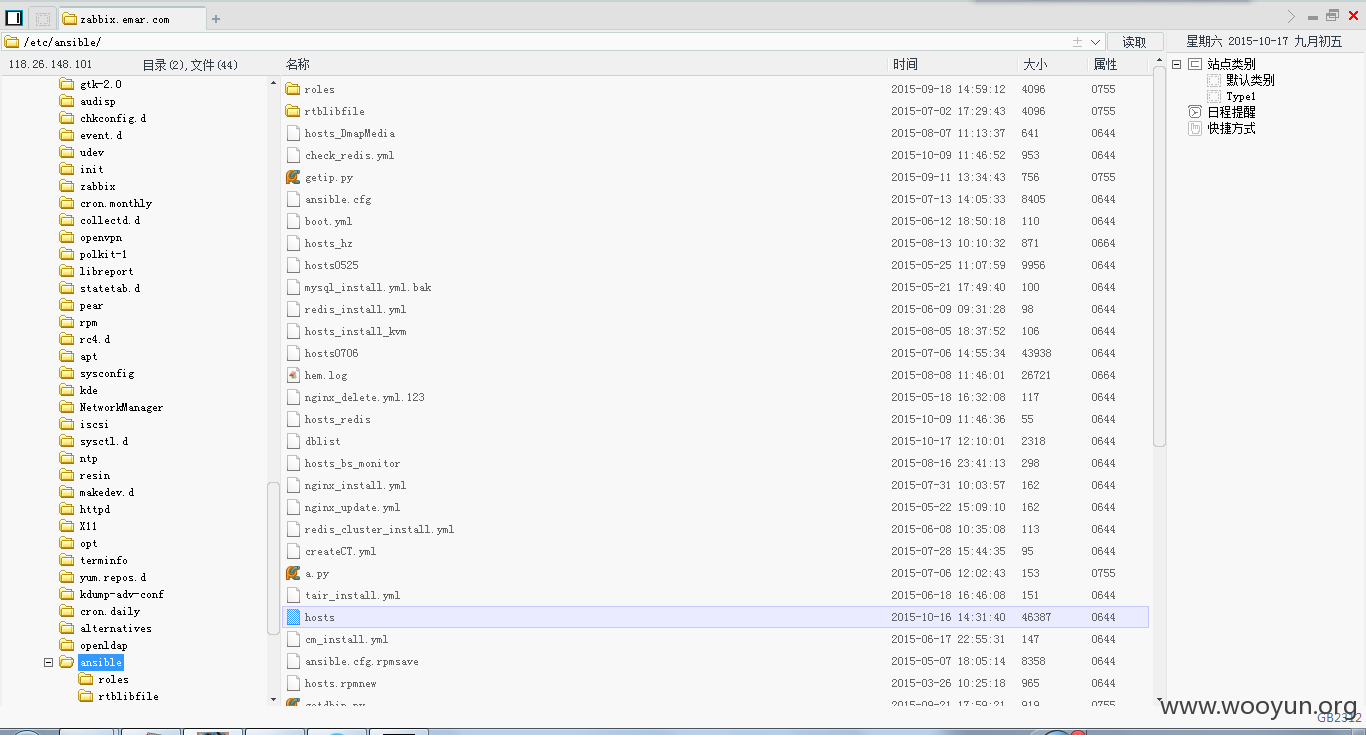 zabbix.emar.com
/etc/ansible/
读取
星期六 2015-10-17 九月初五
118.26.148.101
目录(2),文件(44)
名称 时间 大小 属性
gtk-2.0
audisp
chkconfig.d
event.d
udev
init
zabbix
cron.monthly
collectd.d
openvpn
polkit-1
libreport
statetab.d
pear
rpm
rc4.d
apt
sysconfig
kde
NetworkManager
iscsi
sysctl.d
ntp
resin
makedev.d
httpd
X11
opt
terminfo
yum.repos.d
kdump-adv-conf
cron.daily
alternatives
openldap
ansible
roles
rtblibfile
roles 2015-09-18 14:59:12 4096 0755
rtblibfile 2015-07-02 17:29:43 4096 0755
hosts_DmapMedia 2015-08-07 11:13:37 641 0644
check_redis.yml 2015-10-09 11:46:52 953 0644
getip.py 2015-09-11 13:34:43 756 0755
ansible.cfg 2015-07-13 14:05:33 8405 0644
boot.yml 2015-06-12 18:50:18 110 0644
hosts_hz 2015-08-13 10:10:32 871 0664
hosts0525 2015-05-25 11:07:59 9956 0644
mysql_install.yml.bak 2015-05-21 17:49:40 100 0644
redis_install.yml 2015-06-09 09:31:28 98 0644
hosts_install_kvm 2015-08-05 18:37:52 106 0644
hosts0706 2015-07-06 14:55:34 43938 0644
hem.log 2015-08-08 11:46:01 26721 0664
nginx_delete.yml.123 2015-05-18 16:32:08 117 0644
hosts_redis 2015-10-09 11:46:36 55 0644
dblist 2015-10-17 12:10:01 2318 0644
hosts_bs_monitor 2015-08-16 23:41:13 298 0644
nginx_install.yml 2015-07-31 10:03:57 162 0644
nginx_update.yml 2015-05-22 15:09:10 162 0644
redis_cluster_install.yml 2015-06-08 10:35:08 113 0644
createCT.yml 2015-07-28 15:44:35 95 0644
a.py 2015-07-06 12:02:43 153 0755
tair_install.yml 2015-06-18 16:46:08 151 0644
hosts 2015-10-16 14:31:40 46387 0644
cm_install.yml 2015-06-17 22:55:31 147 0644
ansible.cfg.rpmsave 2015-05-07 18:05:14 8358 0644
hosts.rpmnew 2015-03-26 10:25:18 965 0644
getdbip.py 2015-09-21 17:59:21 919 0755
站点类别
默认类别
Type1
日程提醒
快捷方式
www.wooyun.org
GB2312